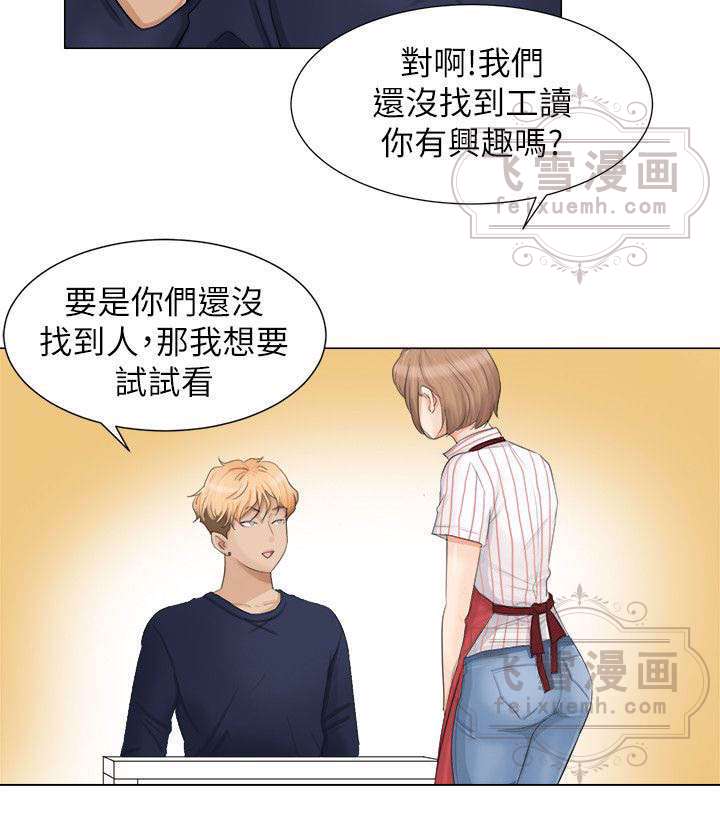 對啊!我們
還沒找到工讀
你有興趣嗎?
飞雪漫画
feixuemh.com
要是你們還沒
找到人,那我想要
試試看
飞雪漫画
feixuemh.com